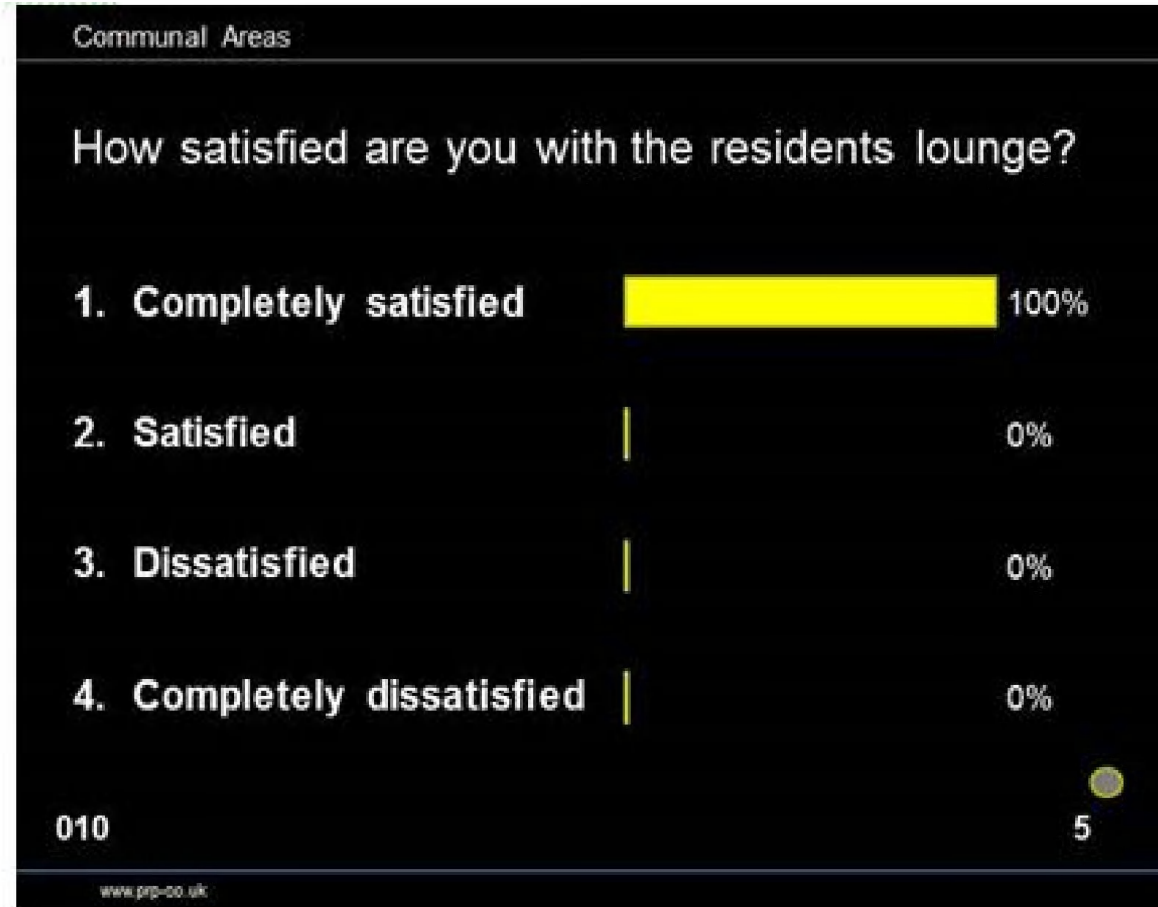 Communal Areas
How satisfied are you with the residents lounge?
1. Completely satisfied 100%
2. Satisfied 0%
3. Dissatisfied 0%
4. Completely dissatisfied 0%
010 5
www.prp-co.uk